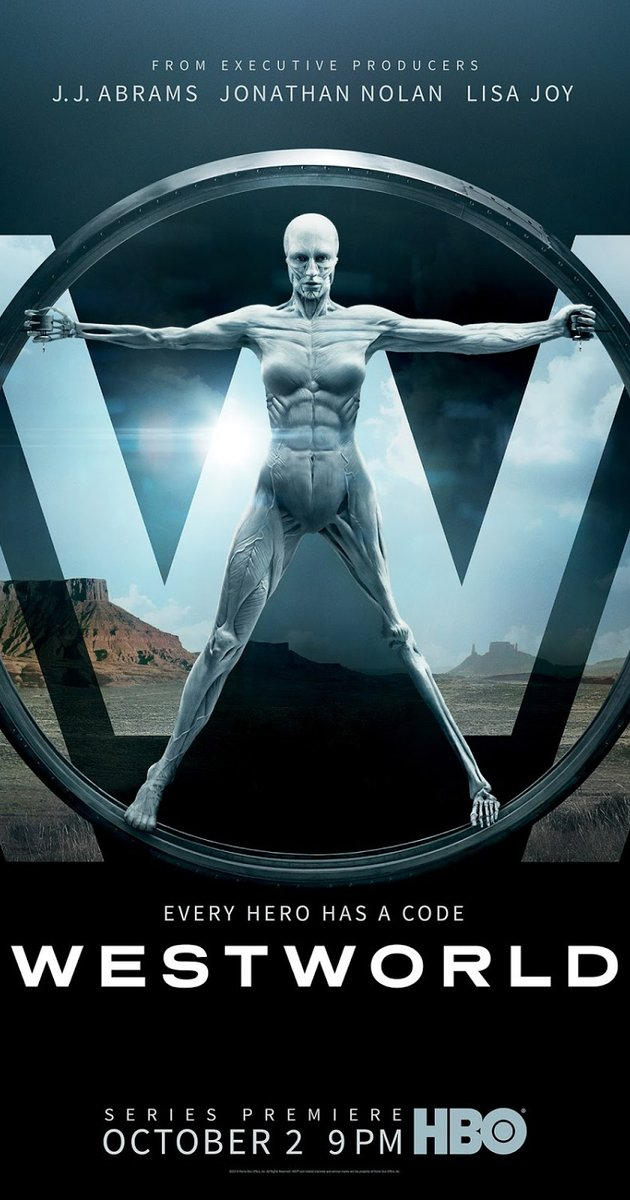 FROM EXECUTIVE PRODUCERS
J.J. ABRAMS JONATHAN NOLAN LISA JOY
EVERY HERO HAS A CODE
WESTWORLD
SERIES PREMIERE
OCTOBER 2 9PM HBO®